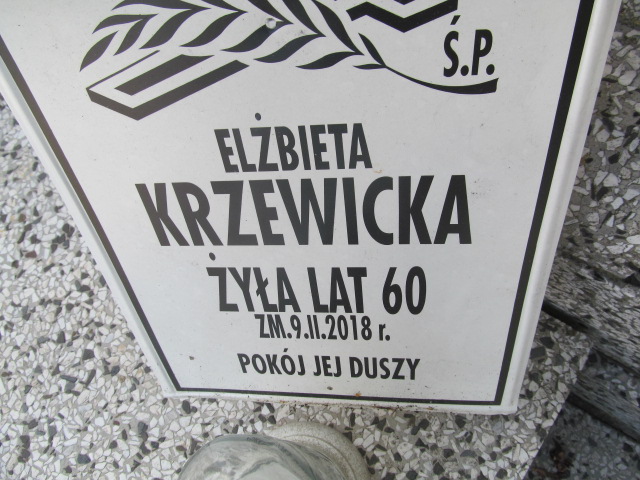 Ś.P.
ELŻBIETA
KRZEWICKA
ŻYŁA LAT 60
ZM.9.II.2018 r.
POKÓJ JEJ DUSZY